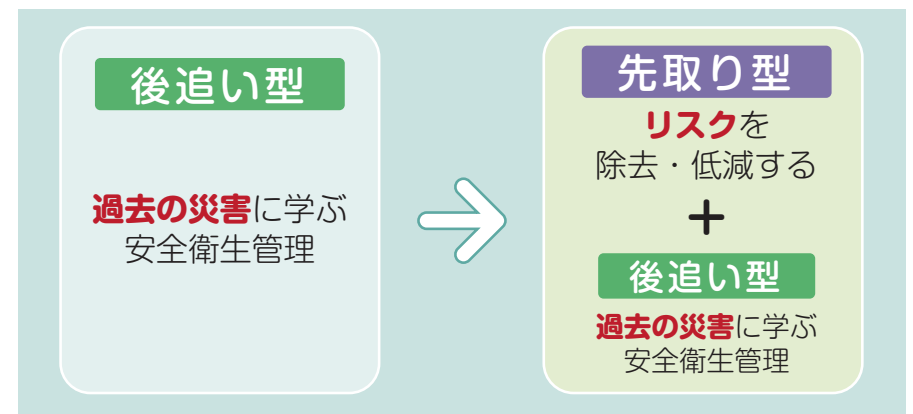 後追い型
過去の災害に学ぶ
安全衛生管理
先取り型
リスクを
除去・低減する
+
後追い型
過去の災害に学ぶ
安全衛生管理